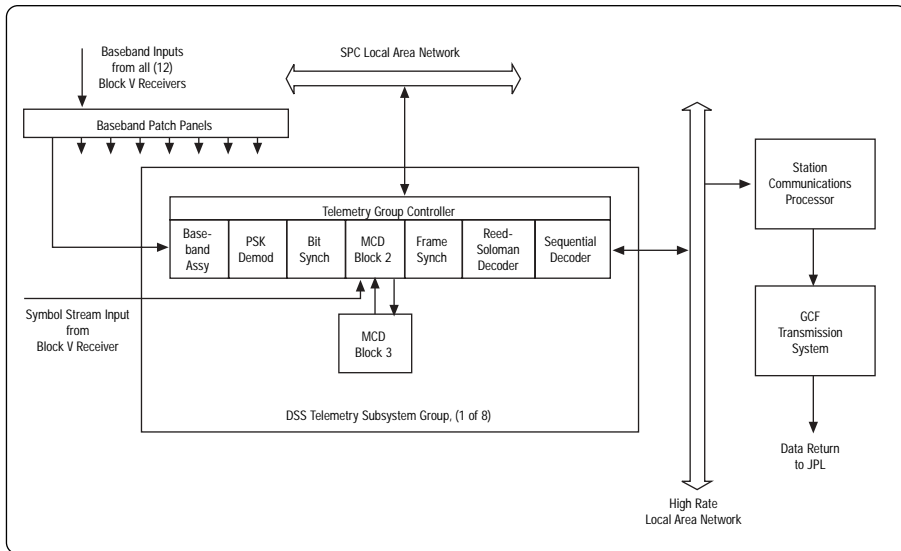 Baseband Inputs
from all (12)
Block V Receivers
SPC Local Area Network
Baseband Patch Panels
Station
Communications
Processor
Telemetry Group Controller
Base-
band
Assy
PSK
Demod
Bit
Synch
MCD
Block 2
Frame
Synch
Reed-
Soloman
Decoder
Sequential
Decoder
Symbol Stream Input
from
Block V Receiver
MCD
Block 3
GCF
Transmission
System
DSS Telemetry Subsystem Group, (1 of 8)
Data Return
to JPL
High Rate
Local Area Network